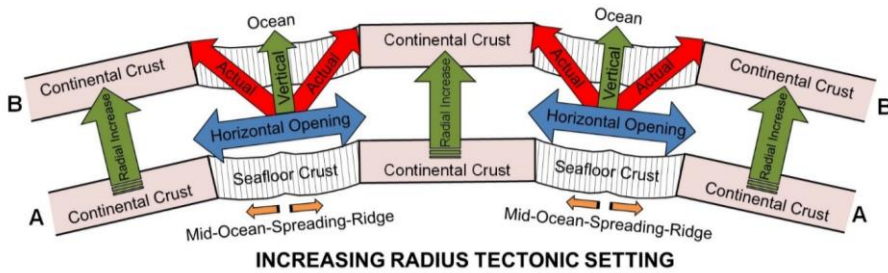 Ocean
Ocean
Continental Crust
Continental Crust
Actual
Vertical
Actual
Continental Crust
Actual
Vertical
Actual
Continental Crust
B
B
Radial Increase
Horizontal Opening
Radial Increase
Horizontal Opening
Radial Increase
Seafloor Crust
Continental Crust
Seafloor Crust
A
Continental Crust
Continental Crust
A
Mid-Ocean-Spreading-Ridge
Mid-Ocean-Spreading-Ridge
INCREASING RADIUS TECTONIC SETTING